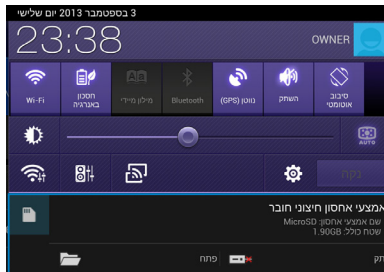 יום שלישי 3 בספטמבר 2013
23:38
OWNER
Wi-Fi
חסכון באנרגיה
מילון מיידי
Bluetooth
נווטן (GPS)
השתק
סיבוב אוטומטי
AUTO
נקה
אמצעי אחסון חיצוני חובר
שם אמצעי אחסון: MicroSD
שטח כולל: 1.90GB
פתח